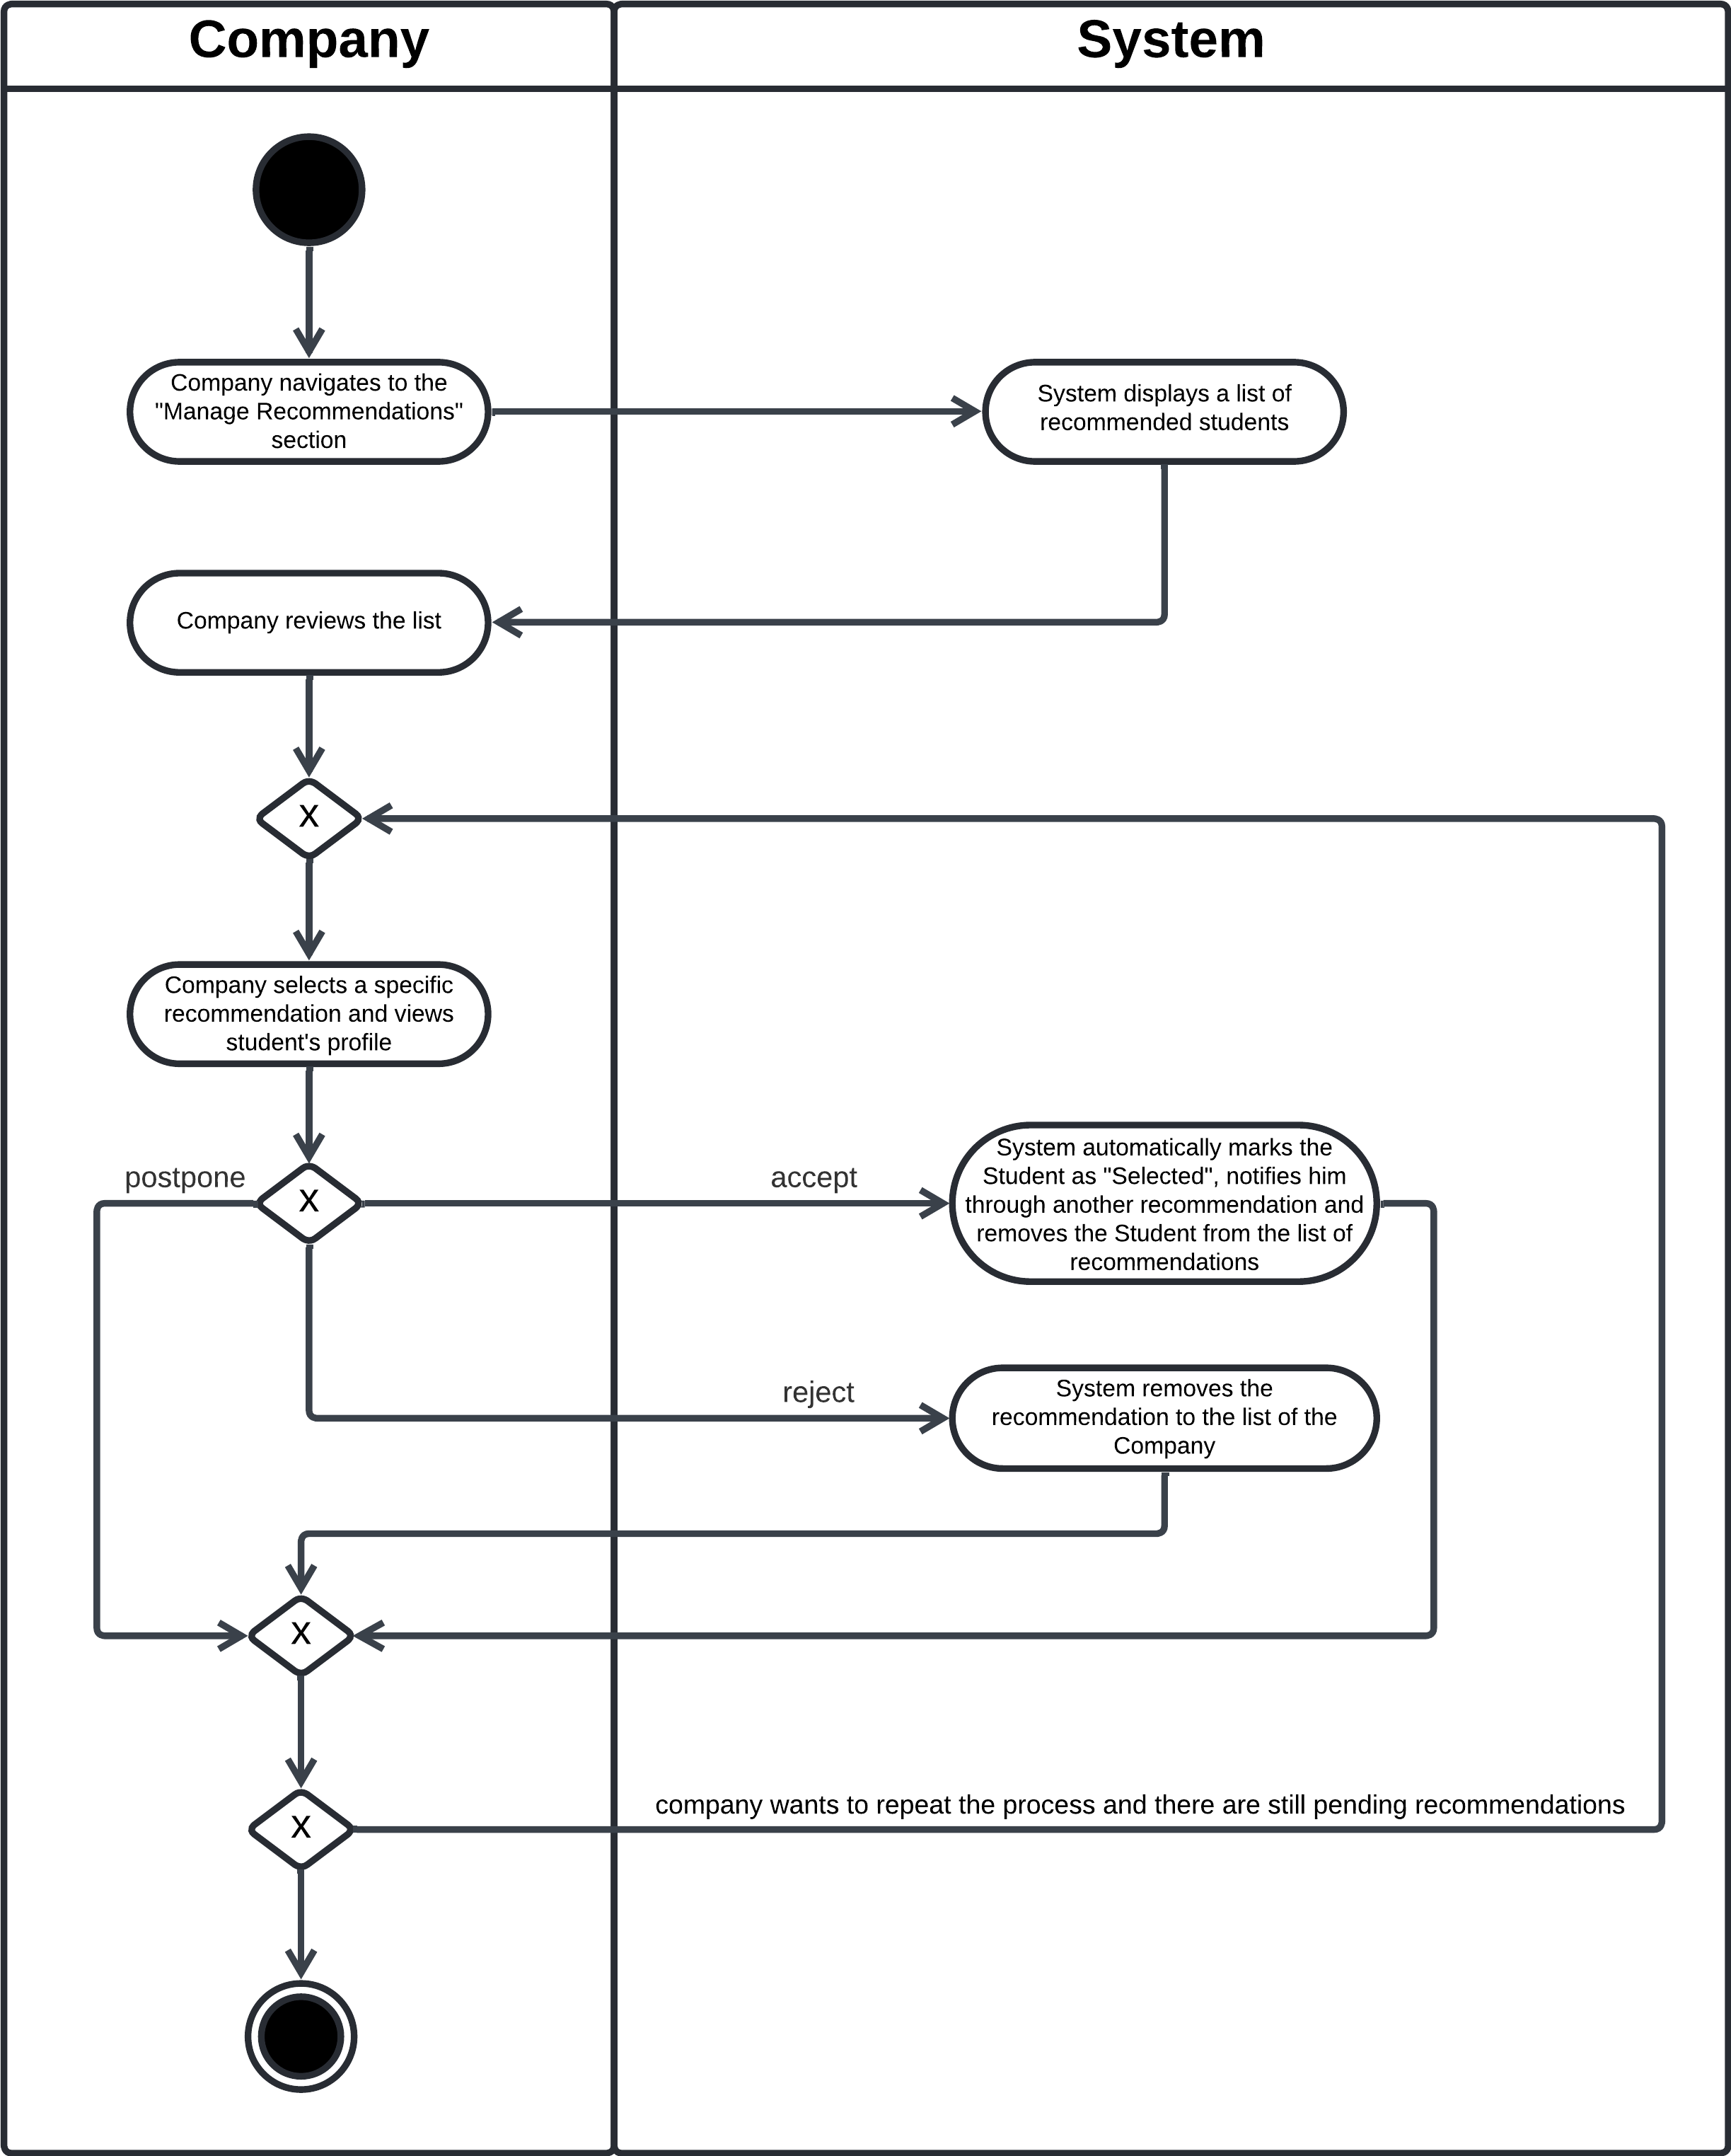 Company
System
Company navigates to the
"Manage Recommendations"
section
System displays a list of
recommended students
Company reviews the list
X
Company selects a specific
recommendation and views
student's profile
postpone
X
accept
System automatically marks the
Student as "Selected", notifies him
through another recommendation and
removes the Student from the list of
recommendations
reject
System removes the
recommendation to the list of the
Company
X
company wants to repeat the process and there are still pending recommendations
X